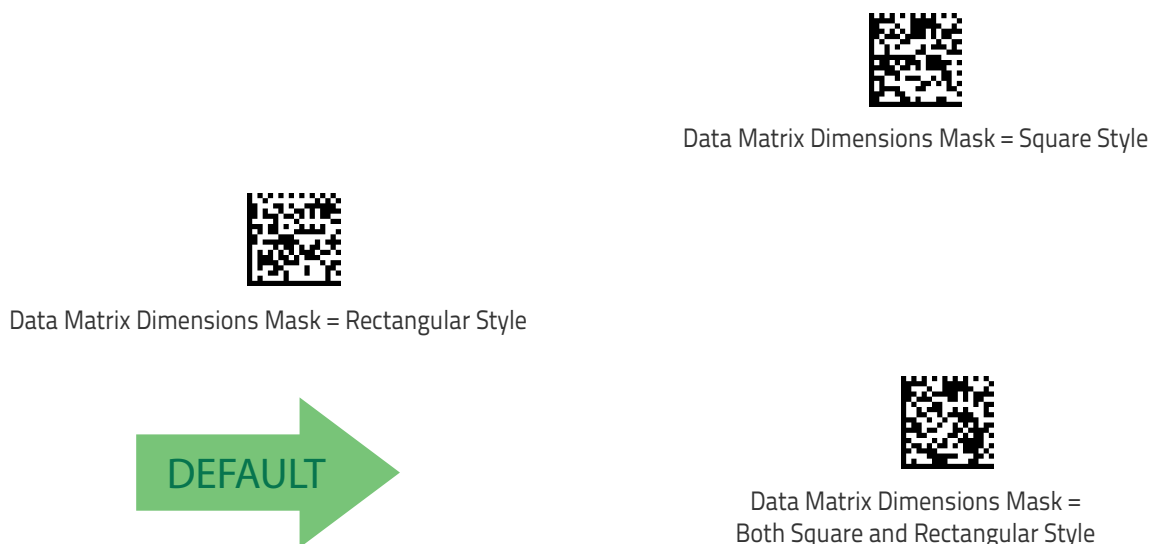 Data Matrix Dimensions Mask = Square Style
Data Matrix Dimensions Mask = Rectangular Style
DEFAULT
Data Matrix Dimensions Mask =
Both Square and Rectangular Style